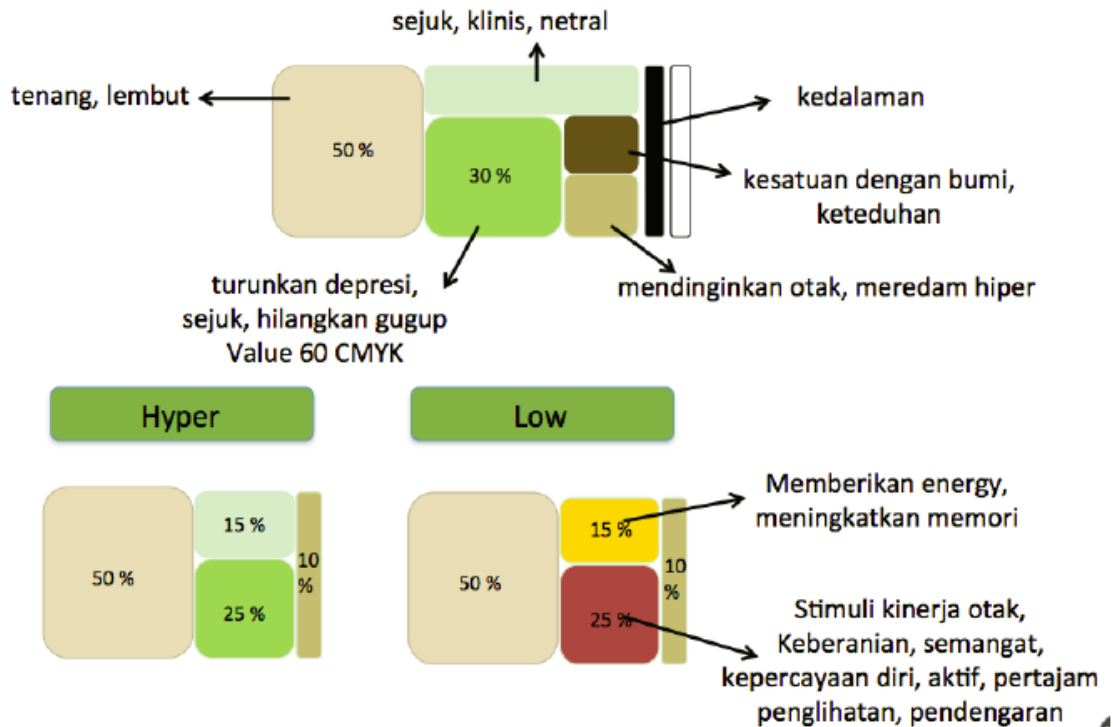 sejuk, klinis, netral
tenang, lembut
50 %
30 %
kedalaman
kesatuan dengan bumi,
keteduhan
mendinginkan otak, meredam hiper
turunkan depresi,
sejuk, hilangkan gugup
Value 60 CMYK
Hyper
Low
50 %
15 %
25 %
10
%
50 %
15 %
25 %
10
%
Memberikan energy,
meningkatkan memori
Stimuli kinerja otak,
Keberanian, semangat,
kepercayaan diri, aktif, pertajam
penglihatan, pendengaran